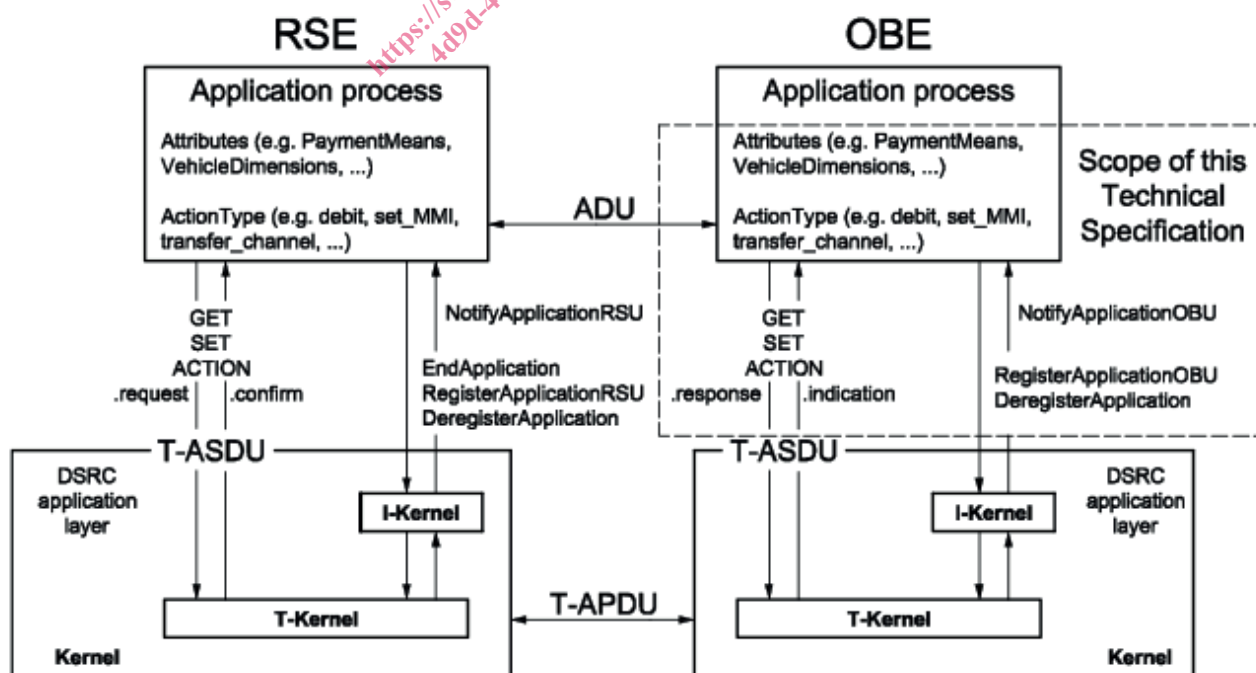 https://s
4d9d-4
RSE
OBE
Application process
Attributes (e.g. PaymentMeans,
VehicleDimensions, ...)
ActionType (e.g. debit, set_MMI,
transfer_channel, ...)
ADU
Application process
Attributes (e.g. PaymentMeans,
VehicleDimensions, ...)
ActionType (e.g. debit, set_MMI,
transfer_channel, ...)
Scope of this
Technical
Specification
GET
SET
ACTION
.request
.confirm
NotifyApplicationRSU
EndApplication
RegisterApplicationRSU
DeregisterApplication
GET
SET
ACTION
.response
.indication
NotifyApplicationOBU
RegisterApplicationOBU
DeregisterApplication
T-ASDU
DSRC
application
layer
I-Kernel
T-Kernel
Kernel
T-APDU
T-ASDU
DSRC
application
layer
I-Kernel
T-Kernel
Kernel